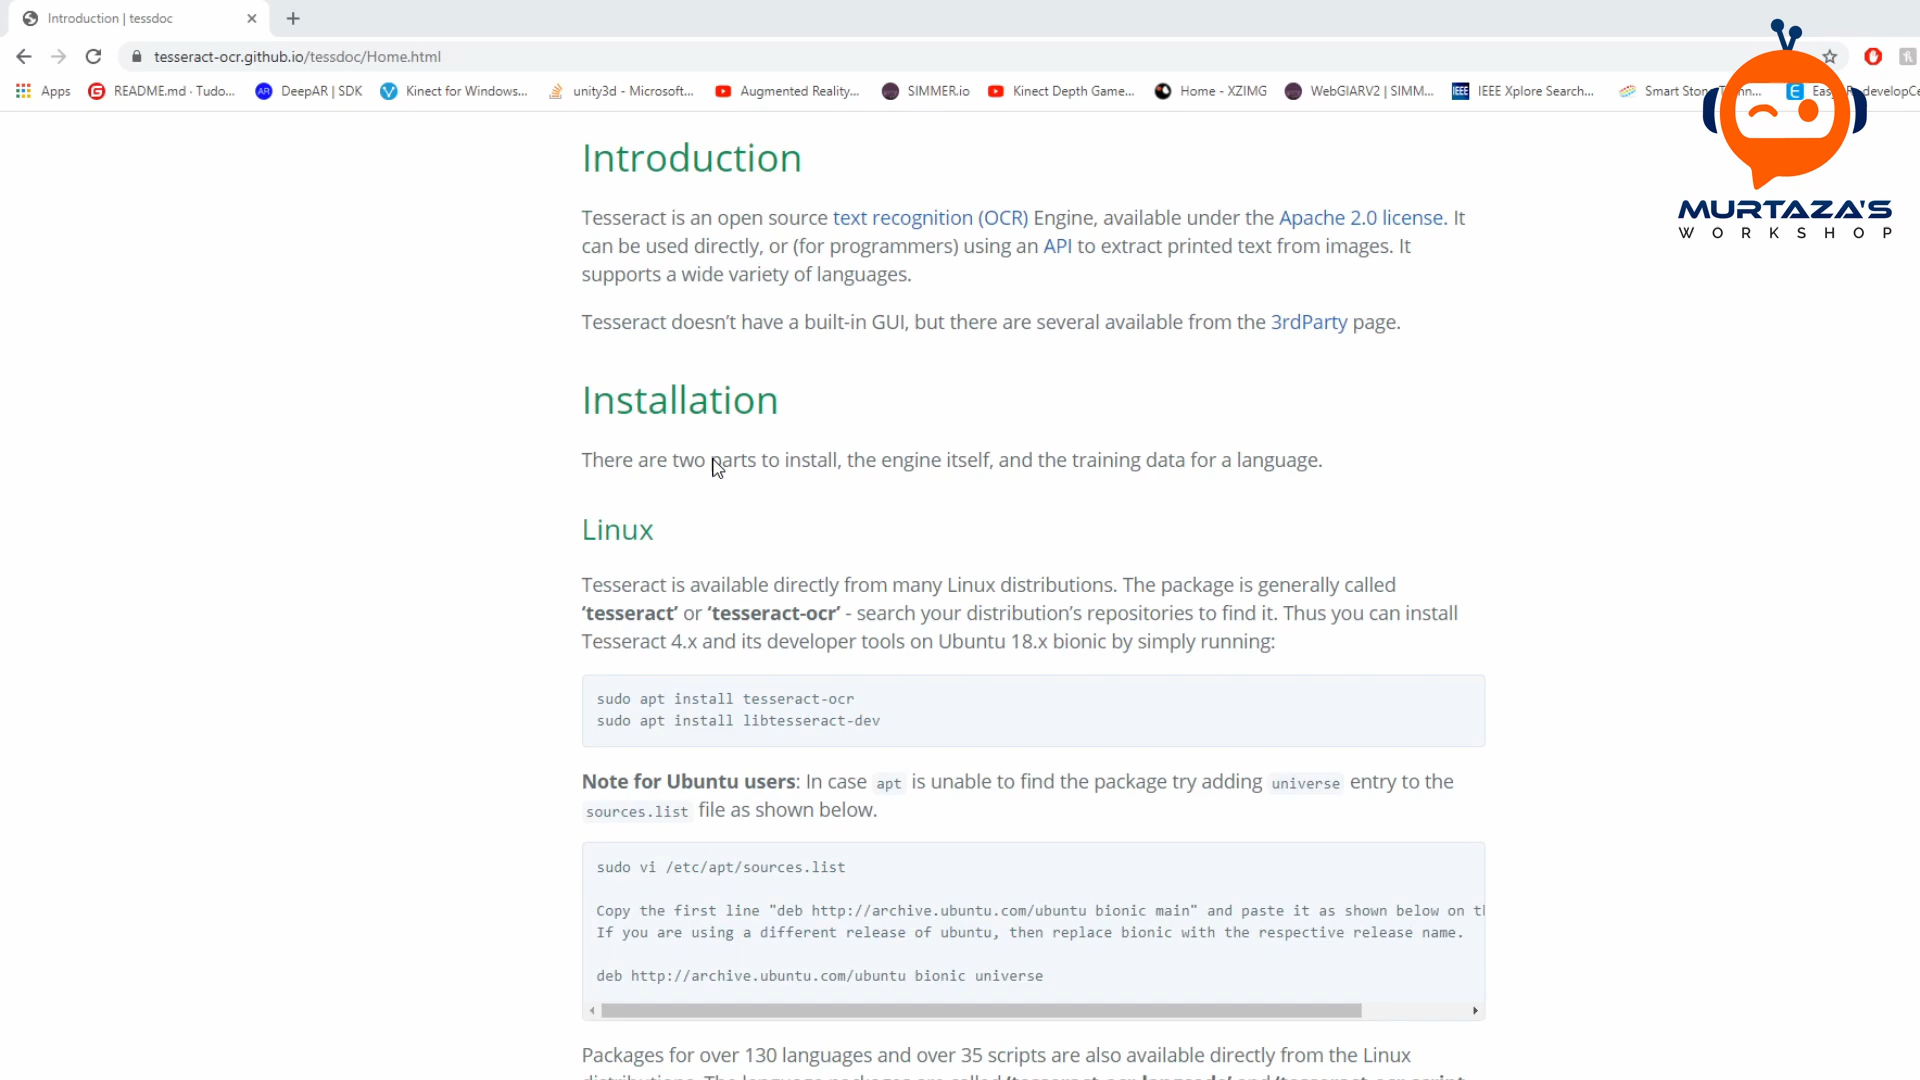 Introduction | tessdoc
tesseract-ocr.github.io/tessdoc/Home.html
Apps README.md · Tudo... DeepAR | SDK Kinect for Windows... unity3d - Microsoft... Augmented Reality... SIMMER.io Kinect Depth Game... Home - XZIMG WebGIARV2 | SIMM... IEEE Xplore Search...
MURTAZA'S
WORKSHOP
Introduction
Tesseract is an open source text recognition (OCR) Engine, available under the Apache 2.0 license. It
can be used directly, or (for programmers) using an API to extract printed text from images. It
supports a wide variety of languages.
Tesseract doesn’t have a built-in GUI, but there are several available from the 3rdParty page.
Installation
There are two parts to install, the engine itself, and the training data for a language.
Linux
Tesseract is available directly from many Linux distributions. The package is generally called
‘tesseract’ or ‘tesseract-ocr’ - search your distribution’s repositories to find it. Thus you can install
Tesseract 4.x and its developer tools on Ubuntu 18.x bionic by simply running:
sudo apt install tesseract-ocr
sudo apt install libtesseract-dev
Note for Ubuntu users: In case apt is unable to find the package try adding universe entry to the
sources.list file as shown below.
sudo vi /etc/apt/sources.list
Copy the first line "deb http://archive.ubuntu.com/ubuntu bionic main" and paste it as shown below on
If you are using a different release of ubuntu, then replace bionic with the respective release name.
deb http://archive.ubuntu.com/ubuntu bionic universe
Packages for over 130 languages and over 35 scripts are also available directly from the Linux